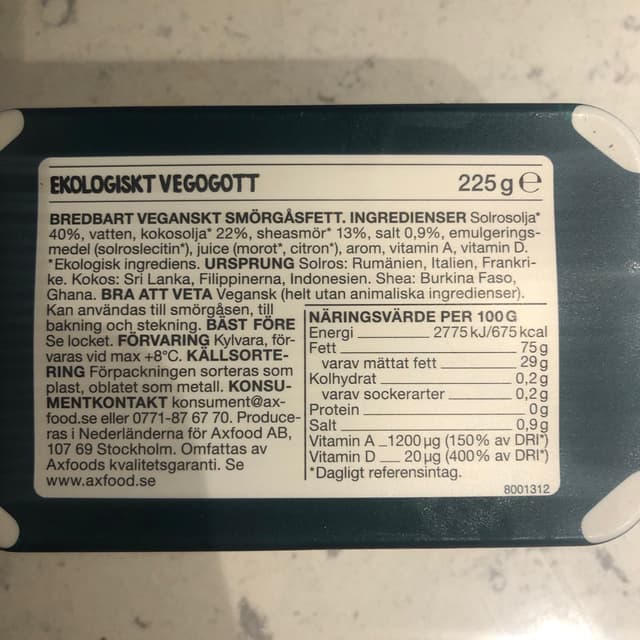 EKOLOGISKT VEGOGOTT
225 g ℮
BREDBART VEGANSKT SMÖRGÅSFETT. INGREDIENSER Solrosolja*
40%, vatten, kokosolja* 22%, sheasmör* 13%, salt 0,9%, emulgerings-
medel (solroslecitin*), juice (morot*, citron*), arom, vitamin A, vitamin D.
*Ekologisk ingrediens. URSPRUNG Solros: Rumänien, Italien, Frankri-
ke. Kokos: Sri Lanka, Filippinerna, Indonesien. Shea: Burkina Faso,
Ghana. BRA ATT VETA Vegansk (helt utan animaliska ingredienser).
Kan användas till smörgåsen, till
bakning och stekning. BÄST FÖRE
Se locket. FÖRVARING Kylvara, för-
varas vid max +8°C. KÄLLSORTE-
RING Förpackningen sorteras som
plast, oblatet som metall. KONSU-
MENTKONTAKT konsument@ax-
food.se eller 0771-87 67 70. Produce-
ras i Nederländerna för Axfood AB,
107 69 Stockholm. Omfattas av
Axfoods kvalitetsgaranti. Se
www.axfood.se
NÄRINGSVÄRDE PER 100 G
Energi 2775 kJ/675 kcal
Fett 75 g
varav mättat fett 29 g
Kolhydrat 0,2 g
varav sockerarter 0,2 g
Protein 0 g
Salt 0,9 g
Vitamin A 1200 µg (150% av DRI*)
Vitamin D 20 µg (400% av DRI*)
*Dagligt referensintag.
8001312